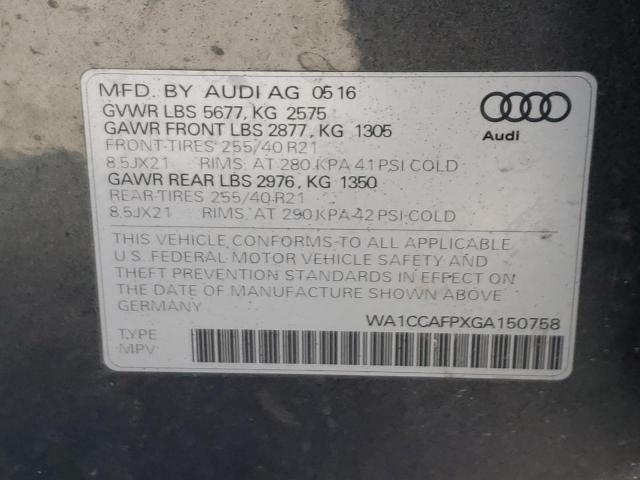 MFD. BY AUDI AG 0516
GVWR LBS 5677, KG 2575
GAWR FRONT LBS 2877, KG 1305
FRONT-TIRES 255/40 R21
8,5JX21 RIMS, AT 280 KPA 41 PSI COLD
GAWR REAR LBS 2976, KG 1350
REAR-TIRES 255/40 R21
8,5JX21 RIMS, AT 290 KPA 42 PSI COLD
Audi
THIS VEHICLE CONFORMS TO ALL APPLICABLE
U.S. FEDERAL MOTOR VEHICLE SAFETY AND
THEFT PREVENTION STANDARDS IN EFFECT ON
THE DATE OF MANUFACTURE SHOWN ABOVE
GERMANY
WA1CCAFPXGA150758
TYPE
MPV